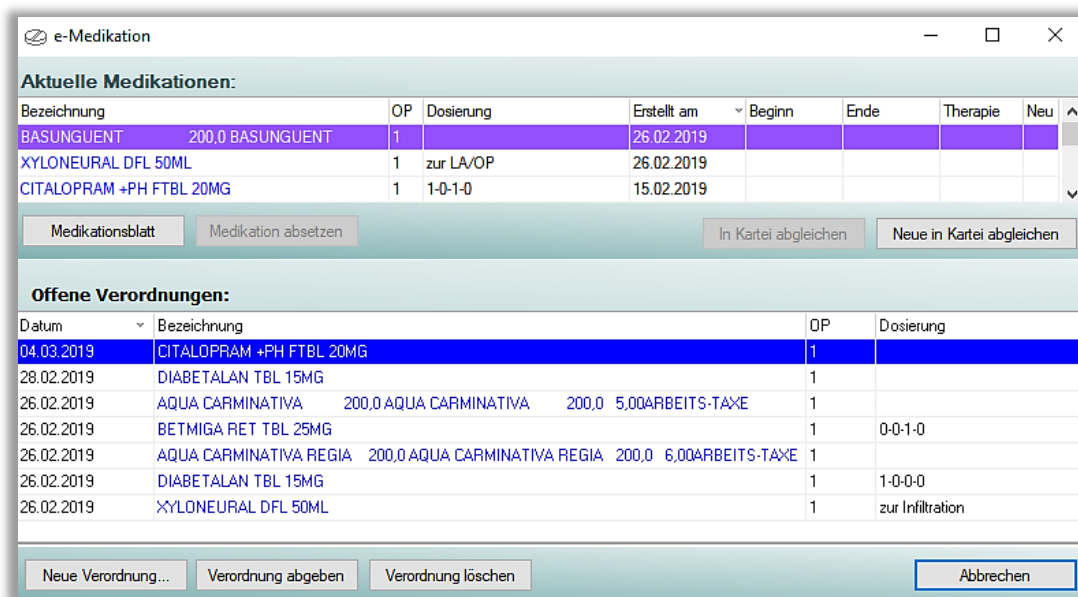 e-Medikation
Aktuelle Medikationen:
Bezeichnung OP Dosierung Erstellt am Beginn Ende Therapie Neu
BASUNGUENT 200,0 BASUNGUENT 1 26.02.2019
XYLONEURAL DFL 50ML 1 zur LA/OP 26.02.2019
CITALOPRAM +PH FTBL 20MG 1 1-0-1-0 15.02.2019
Medikationsblatt Medikation absetzen In Kartei abgleichen Neue in Kartei abgleichen
Offene Verordnungen:
Datum Bezeichnung OP Dosierung
04.03.2019 CITALOPRAM +PH FTBL 20MG 1
28.02.2019 DIABETALAN TBL 15MG 1
26.02.2019 AQUA CARMINATIVA 200,0 AQUA CARMINATIVA 200,0 5,00ARBEITS-TAXE 1
26.02.2019 BETMIGA RET TBL 25MG 1 0-0-1-0
26.02.2019 AQUA CARMINATIVA REGIA 200,0 AQUA CARMINATIVA REGIA 200,0 6,00ARBEITS-TAXE 1
26.02.2019 DIABETALAN TBL 15MG 1 1-0-0-0
26.02.2019 XYLONEURAL DFL 50ML 1 zur Infiltration
Neue Verordnung... Verordnung abgeben Verordnung löschen Abbrechen